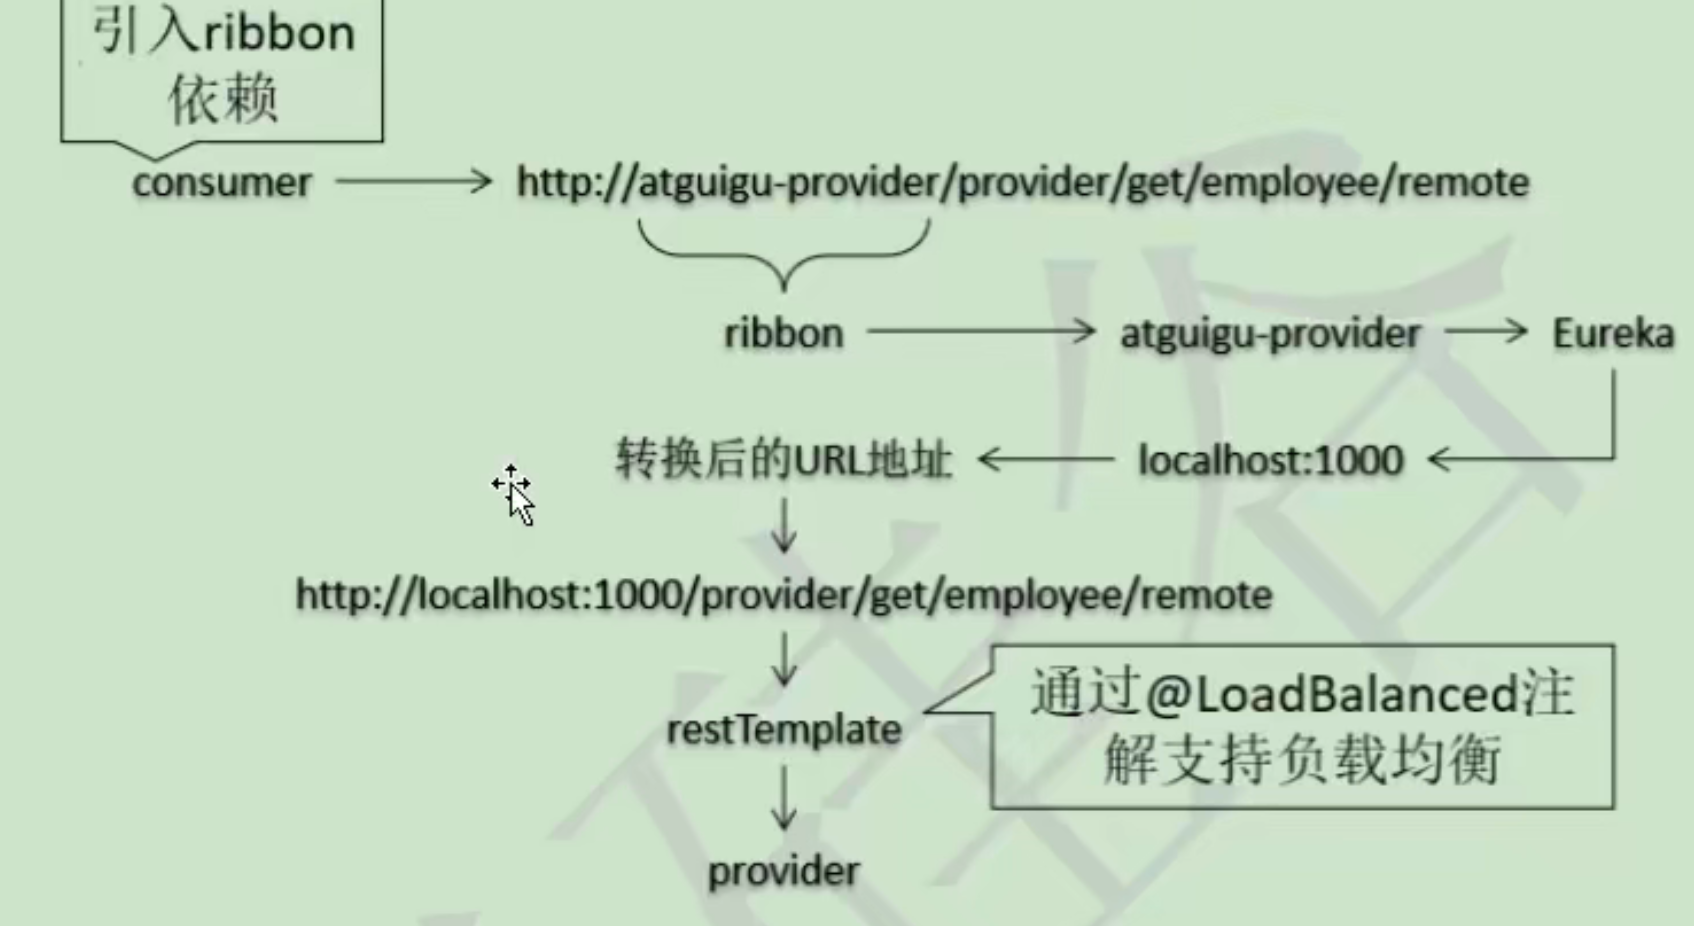 引入ribbon
依赖
consumer
http://atguigu-provider/provider/get/employee/remote
ribbon
atguigu-provider
Eureka
转换后的URL地址
localhost:1000
http://localhost:1000/provider/get/employee/remote
restTemplate
通过@LoadBalanced注
解支持负载均衡
provider